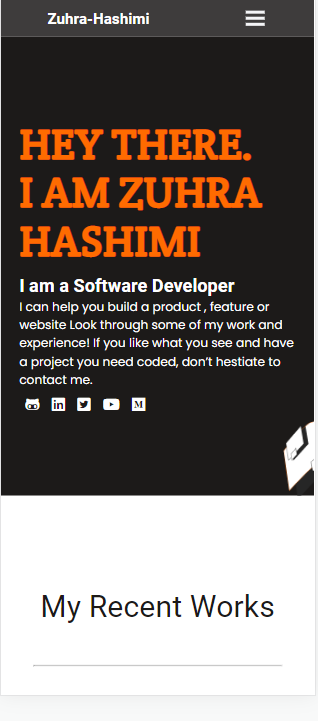 Zuhra-Hashimi
HEY THERE.
I AM ZUHRA
HASHIMI
I am a Software Developer
I can help you build a product , feature or
website Look through some of my work and
experience! If you like what you see and have
a project you need coded, don't hestiate to
contact me.
My Recent Works